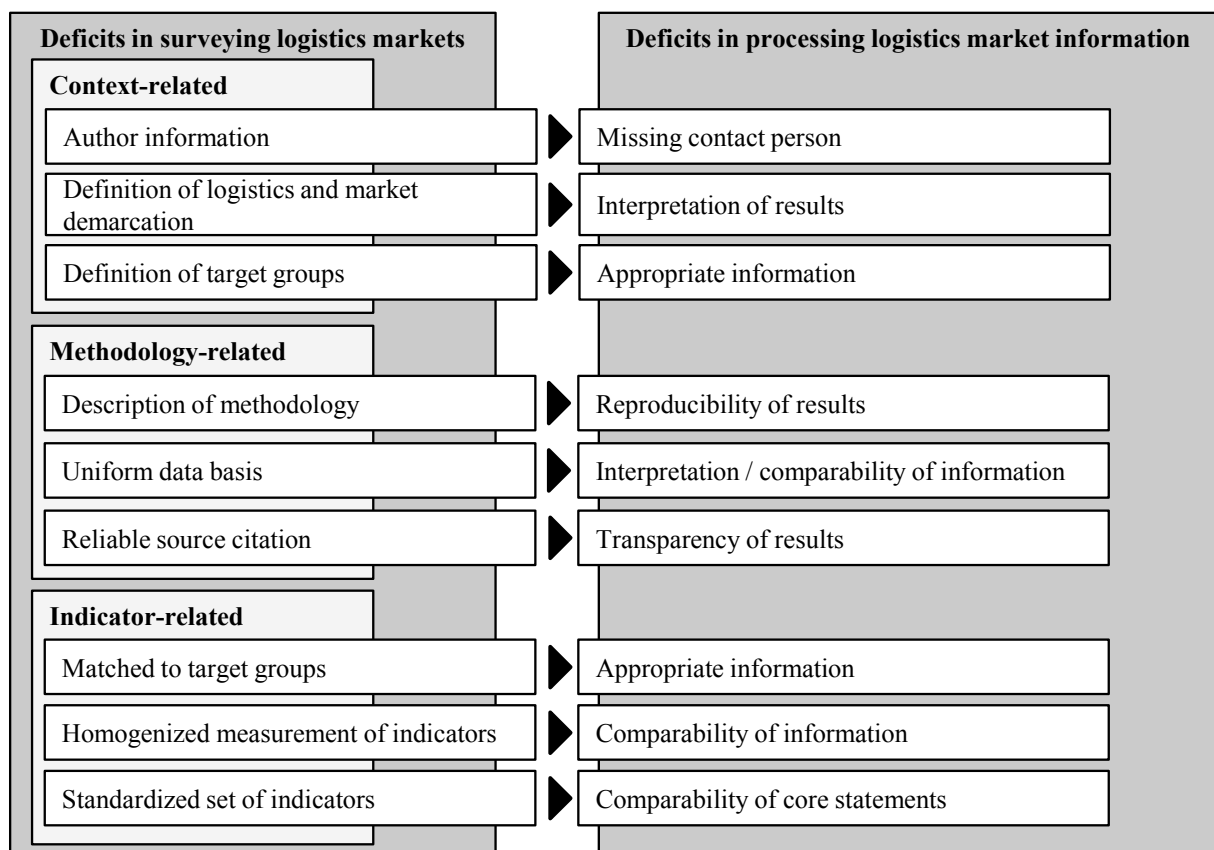 Deficits in surveying logistics markets
Deficits in processing logistics market information
Context-related
Author information
Missing contact person
Definition of logistics and market
demarcation
Interpretation of results
Definition of target groups
Appropriate information
Methodology-related
Description of methodology
Reproducibility of results
Uniform data basis
Interpretation / comparability of information
Reliable source citation
Transparency of results
Indicator-related
Matched to target groups
Appropriate information
Homogenized measurement of indicators
Comparability of information
Standardized set of indicators
Comparability of core statements